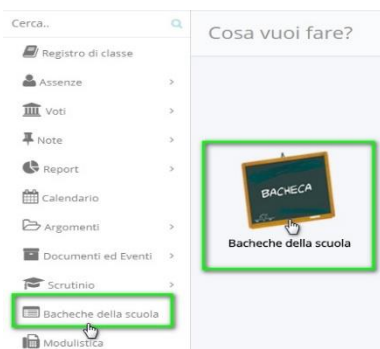 Cerca..
Registro di classe
Assenze
Voti
Note
Report
Calendario
Argomenti
Documenti ed Eventi
Scrutinio
Bacheche della scuola
Modulistica
Cosa vuoi fare?
BACHECA
Bacheche della scuola